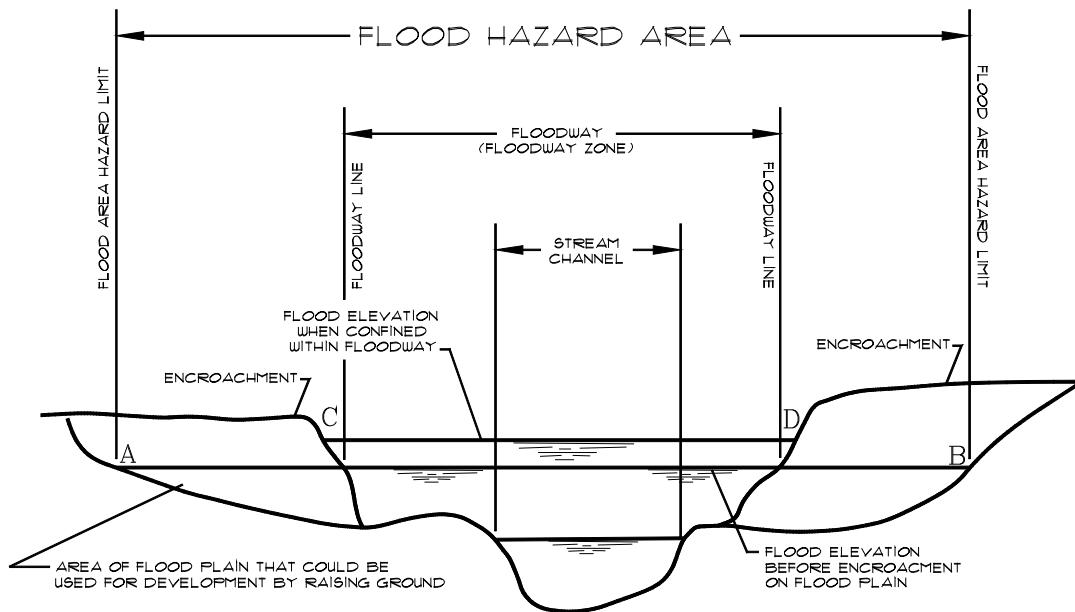 FLOOD HAZARD AREA
FLOOD AREA HAZARD LIMIT
FLOOD AREA HAZARD LIMIT
FLOODWAY
(FLOODWAY ZONE)
FLOODWAY LINE
FLOODWAY LINE
STREAM
CHANNEL
FLOOD ELEVATION
WHEN CONFINED
WITHIN FLOODWAY
ENCROACHMENT
ENCROACHMENT
C
D
A
B
AREA OF FLOOD PLAIN THAT COULD BE
USED FOR DEVELOPMENT BY RAISING GROUND
FLOOD ELEVATION
BEFORE ENCROACMENT
ON FLOOD PLAIN